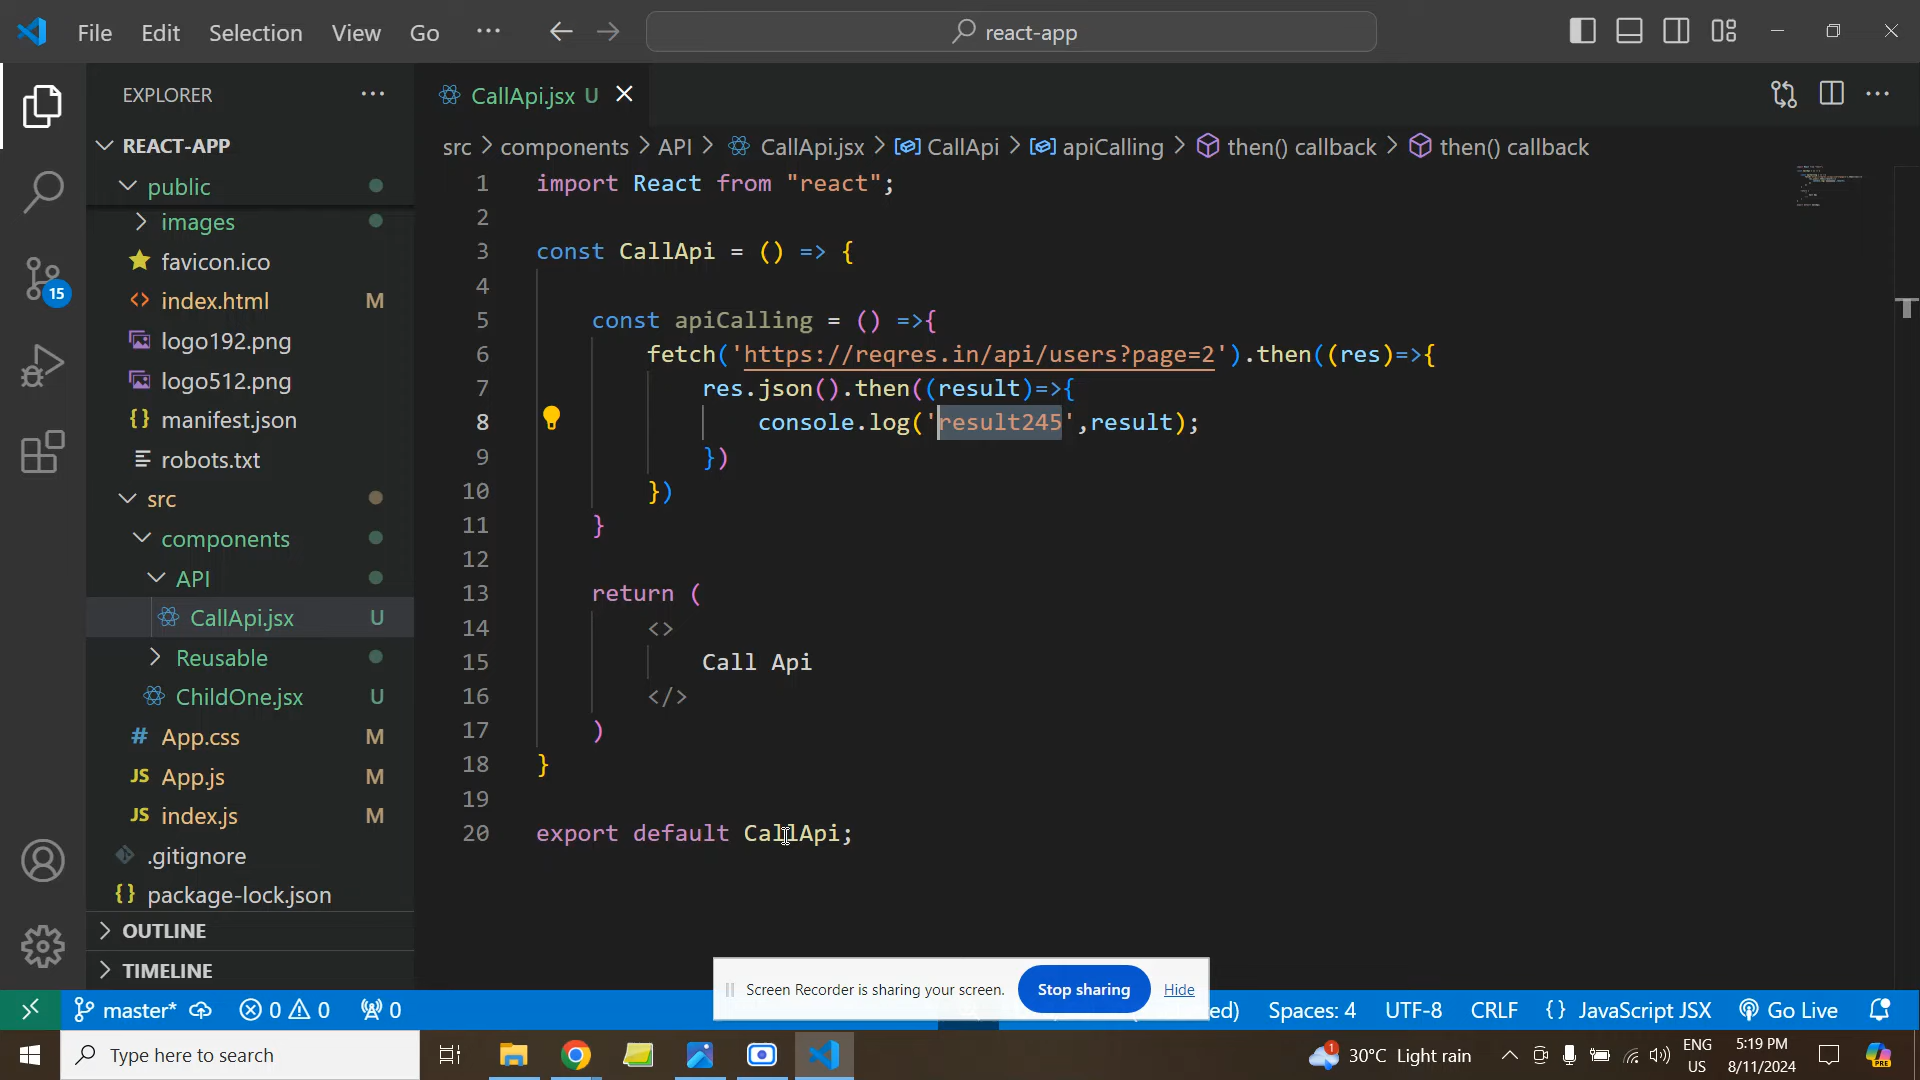 File Edit Selection View Go ··· react-app
EXPLORER ···
CallApi.jsx U
REACT-APP
src > components > API > CallApi.jsx > CallApi > apiCalling > then() callback > then() callback
public
images
favicon.ico
index.html M
logo192.png
logo512.png
manifest.json
robots.txt
src
components
API
CallApi.jsx U
Reusable
ChildOne.jsx U
# App.css M
JS App.js M
JS index.js M
.gitignore
{} package-lock.json
OUTLINE
TIMELINE
15
1 import React from "react";
2
3 const CallApi = () => {
4
5 const apiCalling = () =>{
6 fetch('https://reqres.in/api/users?page=2').then((res)=>{
7 res.json().then((result)=>{
8 console.log('result245',result);
9 })
10 })
11 }
12
13 return (
14 <>
15 Call Api
16 </>
17 )
18 }
19
20 export default CallApi;
Screen Recorder is sharing your screen. Stop sharing Hide
master* 0 0 0 ed) Spaces: 4 UTF-8 CRLF {} JavaScript JSX Go Live
Type here to search
1 30°C Light rain ENG US 5:19 PM 8/11/2024 PRE